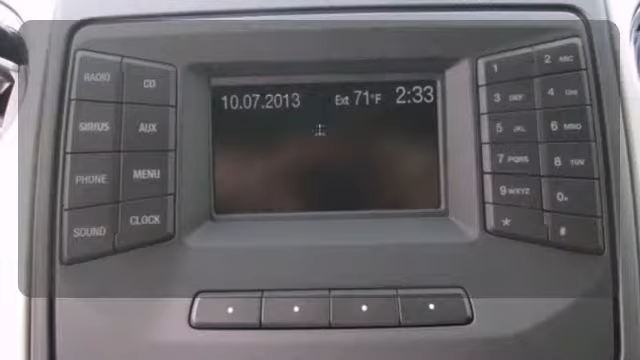 10.07.2013 Ext 71°F 2:33
RADIO CD
SIRIUS AUX
PHONE MENU
SOUND CLOCK
1 2 ABC
3 DEF 4 GHI
5 JKL 6 MNO
7 PQRS 8 TUV
9 WXYZ 0+
* #